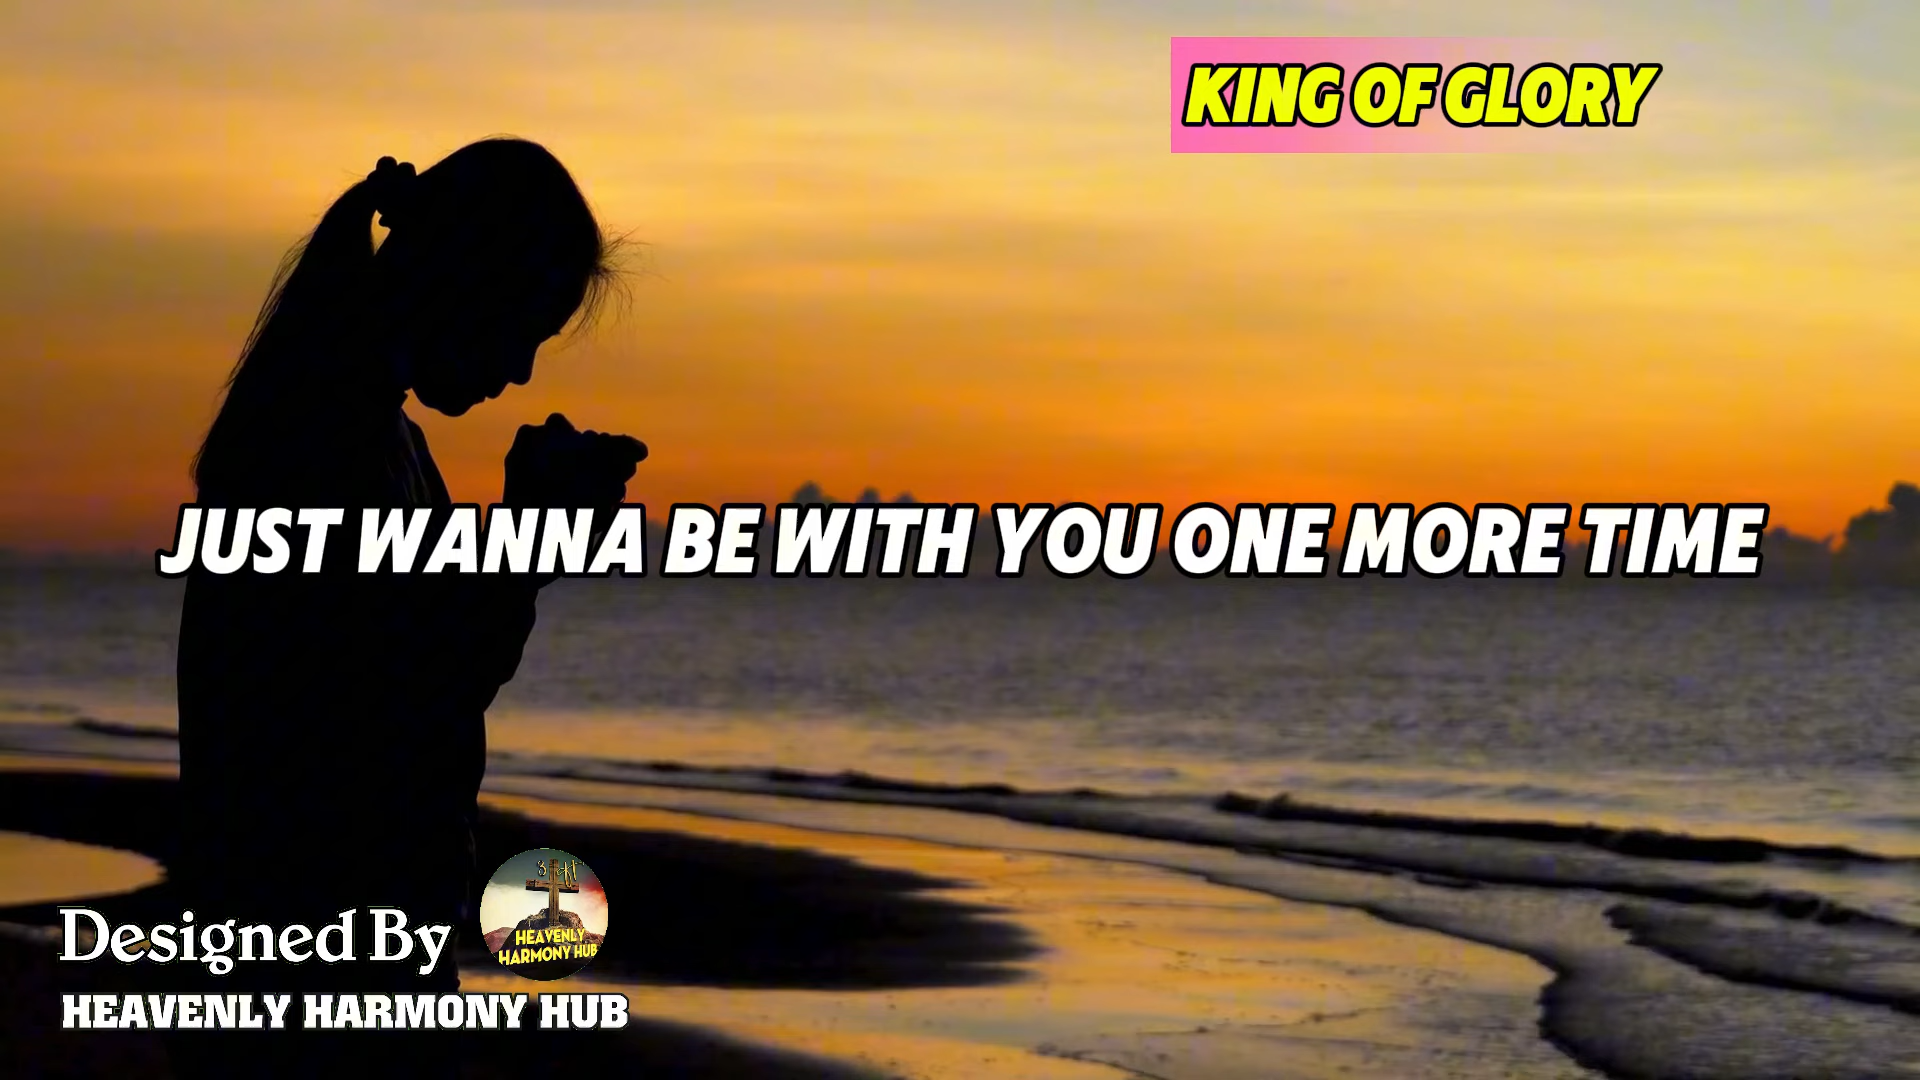 KING OF GLORY
JUST WANNA BE WITH YOU ONE MORE TIME
Designed By
HEAVENLY
HARMONY HUB
HEAVENLY HARMONY HUB